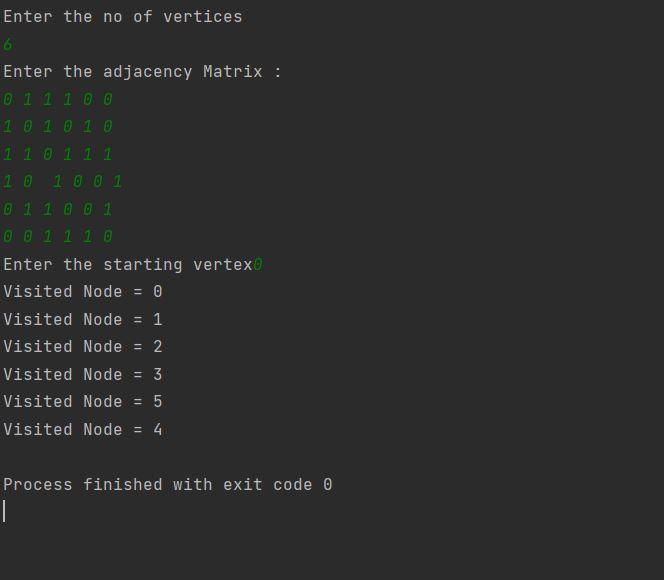 Enter the no of vertices
6
Enter the adjacency Matrix :
0 1 1 1 0 0
1 0 1 0 1 0
1 1 0 1 1 1
1 0  1 0 0 1
0 1 1 0 0 1
0 0 1 1 1 0
Enter the starting vertex0
Visited Node = 0
Visited Node = 1
Visited Node = 2
Visited Node = 3
Visited Node = 5
Visited Node = 4
Process finished with exit code 0